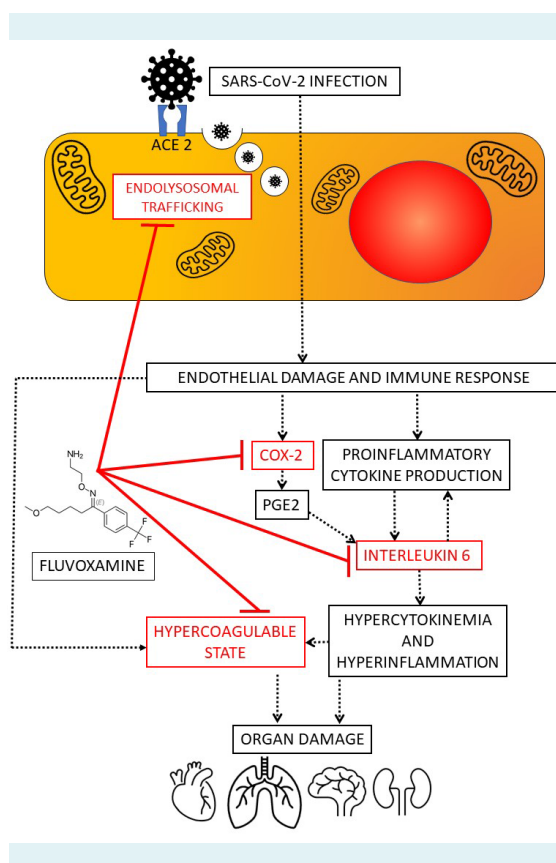 SARS-CoV-2 INFECTION
ACE 2
ENDOLYSOSOMAL
TRAFFICKING
ENDOTHELIAL DAMAGE AND IMMUNE RESPONSE
COX-2
PROINFLAMMATORY
CYTOKINE PRODUCTION
PGE2
NH₂
O
N
(E)
O
F
F
F
FLUVOXAMINE
INTERLEUKIN 6
HYPERCOAGULABLE
STATE
HYPERCYTOKINEMIA
AND
HYPERINFLAMMATION
ORGAN DAMAGE